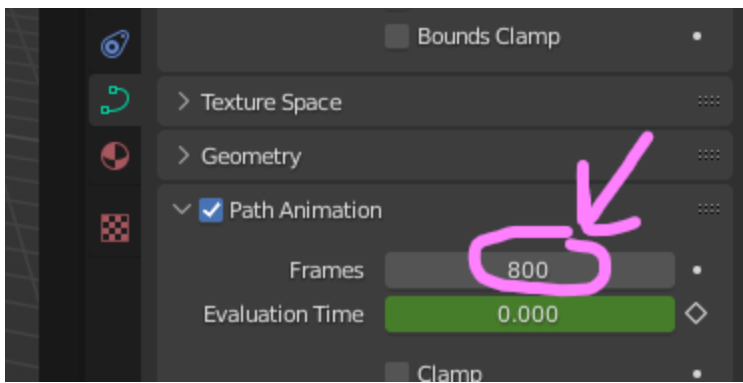 Bounds Clamp
Texture Space
Geometry
Path Animation
Frames 800
Evaluation Time 0.000
Clamp